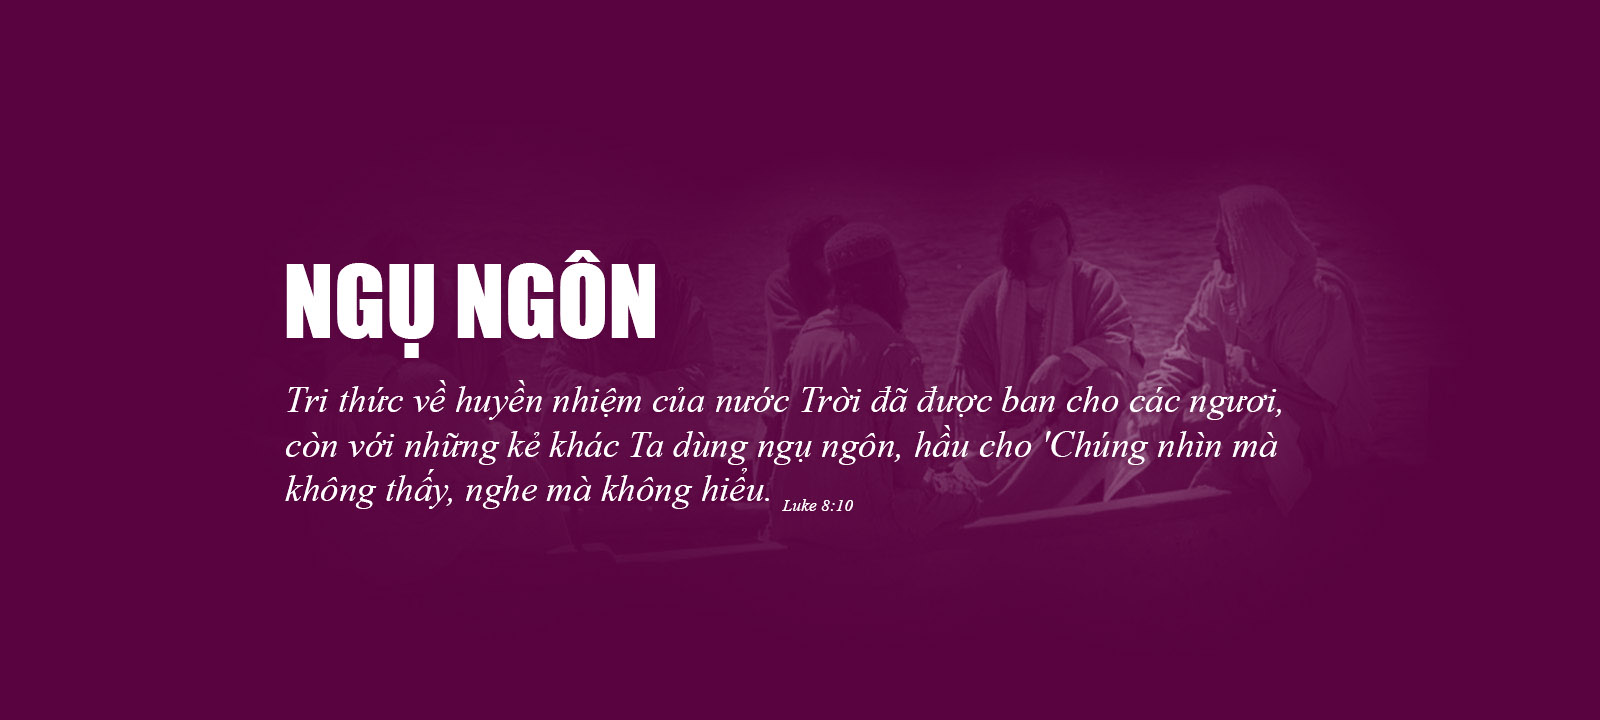 NGỤ NGÔN
Tri thức về huyền nhiệm của nước Trời đã được ban cho các ngươi,
còn với những kẻ khác Ta dùng ngụ ngôn, hầu cho 'Chúng nhìn mà
không thấy, nghe mà không hiểu. Luke 8:10